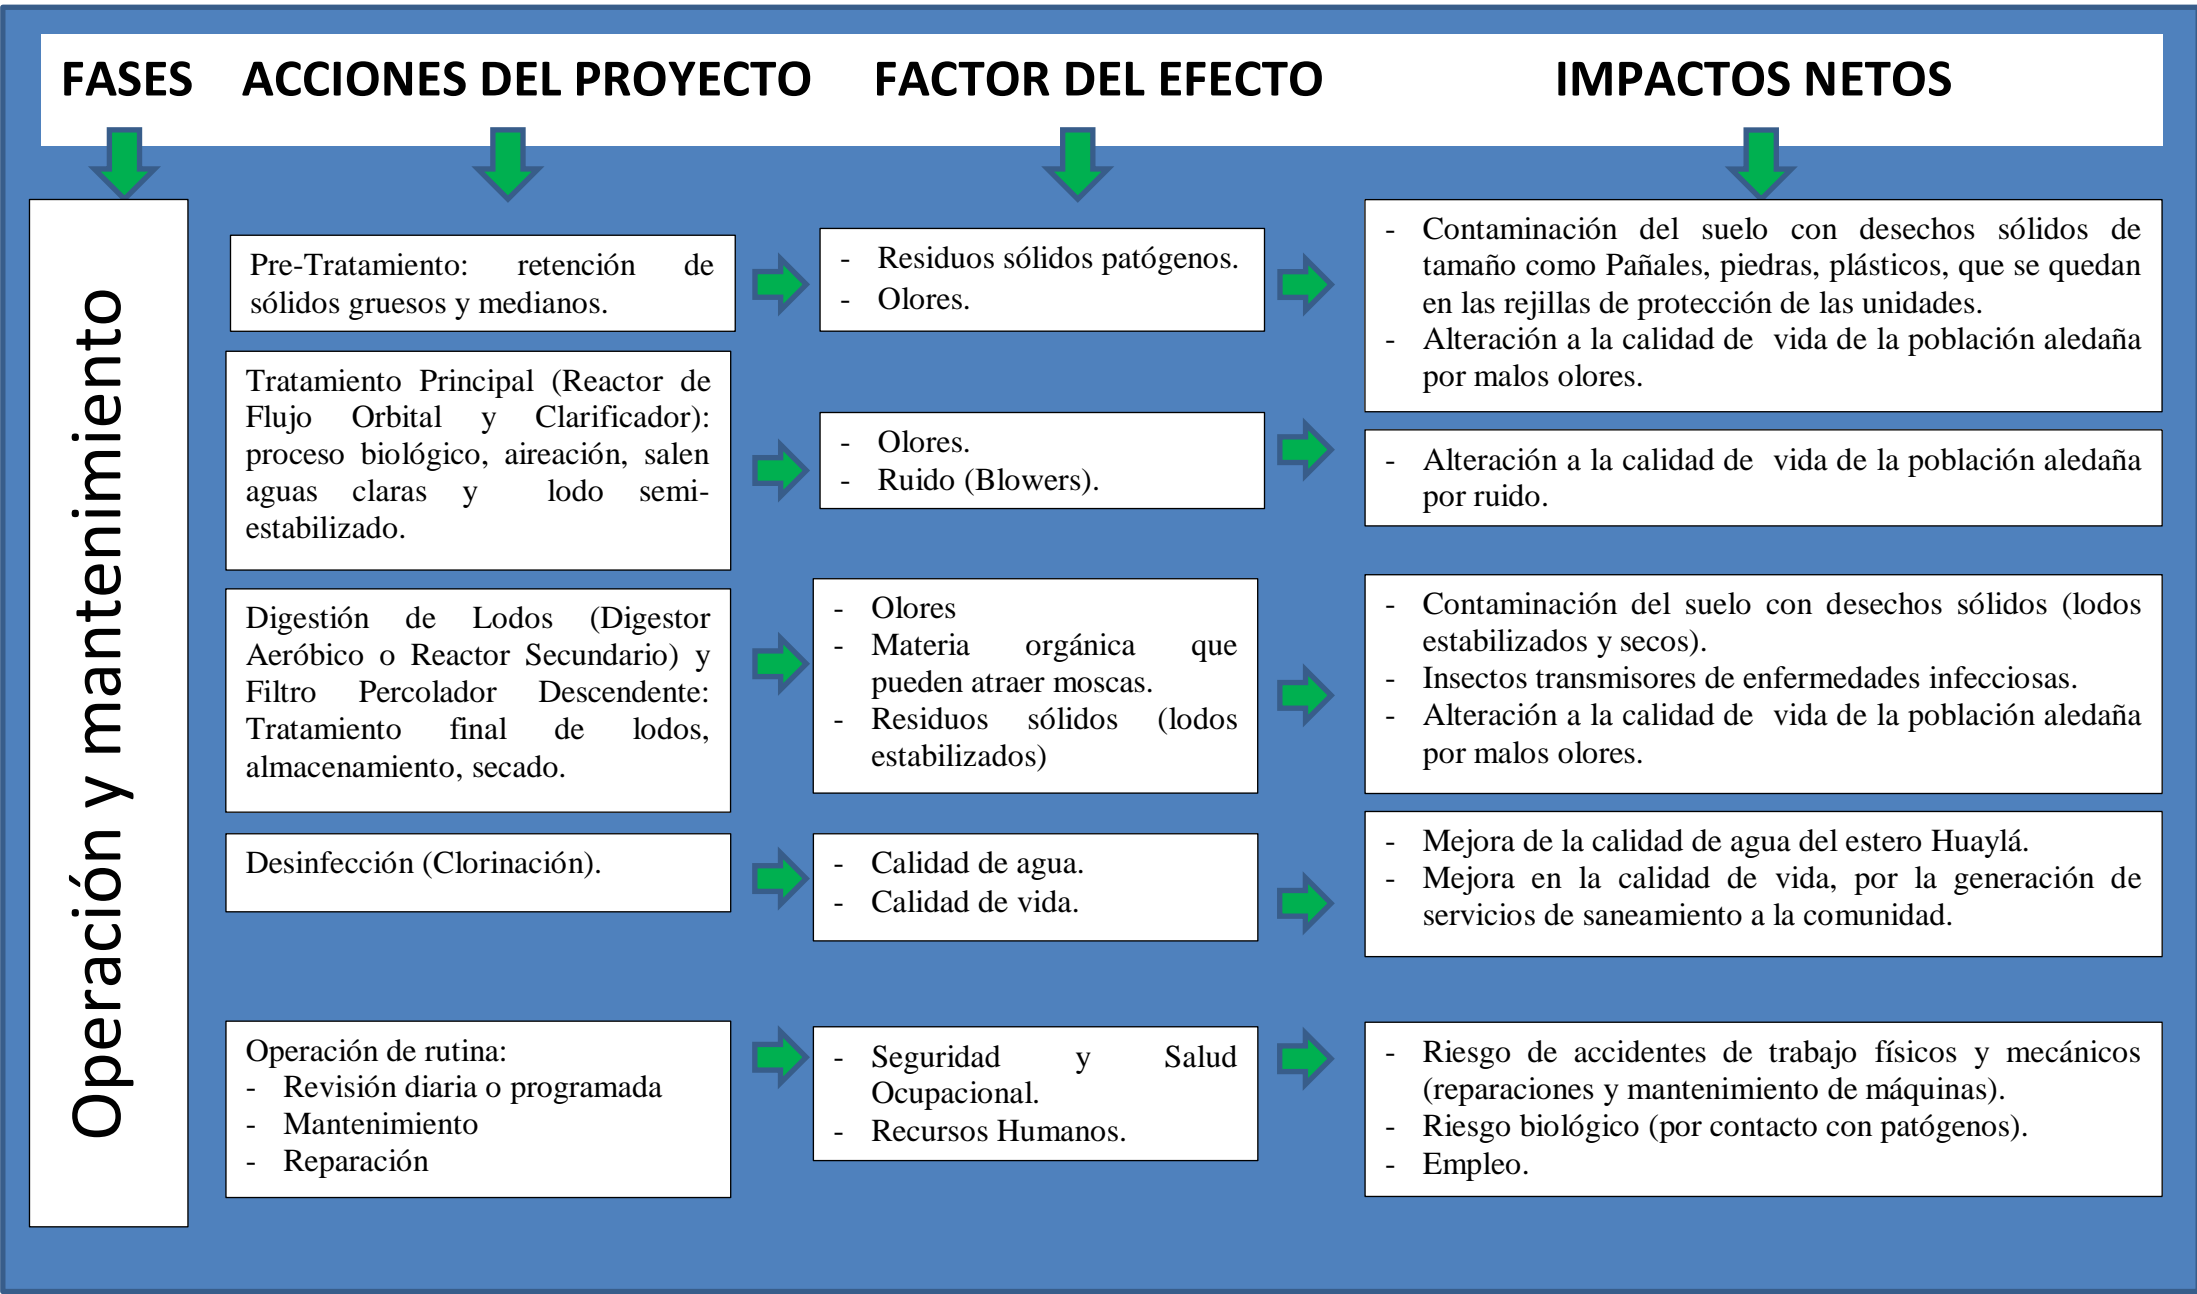 FASES ACCIONES DEL PROYECTO FACTOR DEL EFECTO IMPACTOS NETOS
Operación y mantenimiento
Pre-Tratamiento: retención de
sólidos gruesos y medianos.
- Residuos sólidos patógenos.
- Olores.
- Contaminación del suelo con desechos sólidos de
tamaño como Pañales, piedras, plásticos, que se quedan
en las rejillas de protección de las unidades.
- Alteración a la calidad de vida de la población aledaña
por malos olores.
Tratamiento Principal (Reactor de
Flujo Orbital y Clarificador):
proceso biológico, aireación, salen
aguas claras y lodo semi-
estabilizado.
- Olores.
- Ruido (Blowers).
- Alteración a la calidad de vida de la población aledaña
por ruido.
Digestión de Lodos (Digestor
Aeróbico o Reactor Secundario) y
Filtro Percolador Descendente:
Tratamiento final de lodos,
almacenamiento, secado.
- Olores
- Materia orgánica que
pueden atraer moscas.
- Residuos sólidos (lodos
estabilizados)
- Contaminación del suelo con desechos sólidos (lodos
estabilizados y secos).
- Insectos transmisores de enfermedades infecciosas.
- Alteración a la calidad de vida de la población aledaña
por malos olores.
Desinfección (Clorinación).
- Calidad de agua.
- Calidad de vida.
- Mejora de la calidad de agua del estero Huaylá.
- Mejora en la calidad de vida, por la generación de
servicios de saneamiento a la comunidad.
Operación de rutina:
- Revisión diaria o programada
- Mantenimiento
- Reparación
- Seguridad y Salud
Ocupacional.
- Recursos Humanos.
- Riesgo de accidentes de trabajo físicos y mecánicos
(reparaciones y mantenimiento de máquinas).
- Riesgo biológico (por contacto con patógenos).
- Empleo.